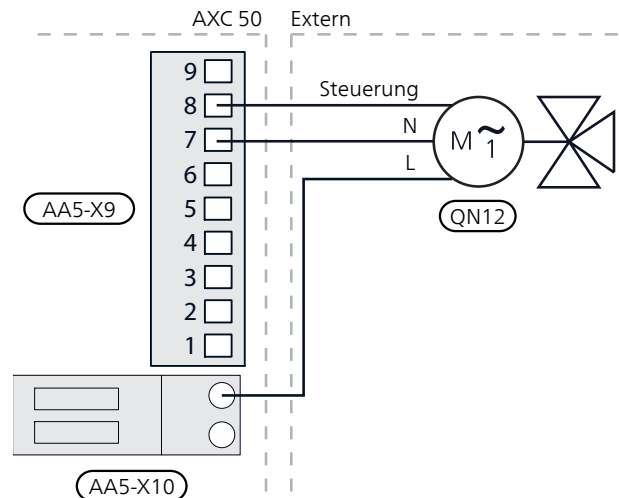 AXC 50
Extern
9
8
7
6
5
4
3
2
1
Steuerung
N
L
M ~ 1
AA5-X9
QN12
AA5-X10